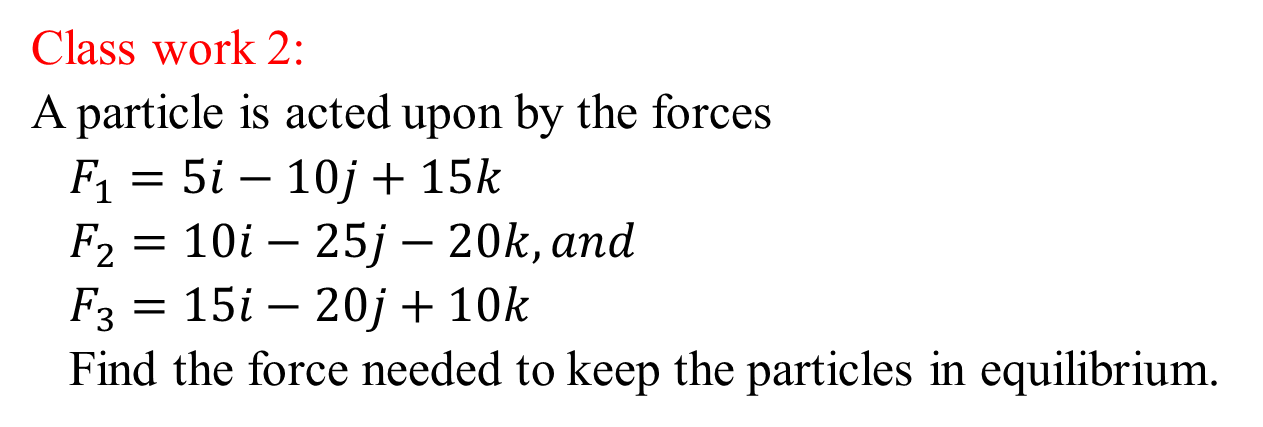 Class work 2:
A particle is acted upon by the forces
F₁ = 5i − 10j + 15k
F₂ = 10i − 25j − 20k, and
F₃ = 15i − 20j + 10k
Find the force needed to keep the particles in equilibrium.